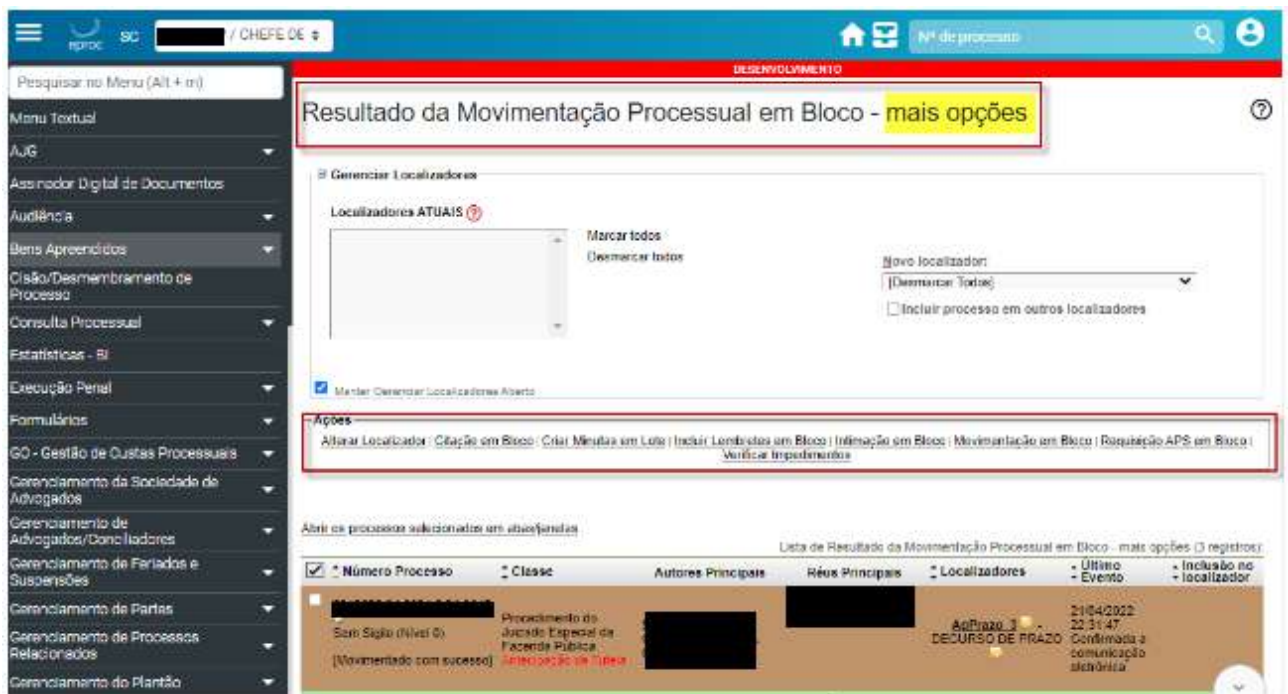 eproc SC / CHEFE DE
Nº de processo
Pesquisar no Menu (Alt + m)
DESENVOLVIMENTO
Menu Textual
AJG
Assinador Digital de Documentos
Audiência
Bens Apreendidos
Cisão/Desmembramento de
Processo
Consulta Processual
Estatísticas - BI
Execução Penal
Formulários
GO - Gestão de Custas Processuais
Gerenciamento da Sociedade de
Advogados
Gerenciamento de
Advogados/Conciliadores
Gerenciamento de Feriados e
Suspensões
Gerenciamento de Partes
Gerenciamento de Processos
Relacionados
Gerenciamento do Plantão
Resultado da Movimentação Processual em Bloco - mais opções
Gerenciar Localizadores
Localizadores ATUAIS
Marcar todos
Desmarcar todos
Novo localizador:
[Desmarcar Todos]
Incluir processo em outros localizadores
Manter Gerenciar Localizadores Aberto
Ações
Alterar Localizador | Citação em Bloco | Criar Minutas em Lote | Incluir Lembretes em Bloco | Intimação em Bloco | Movimentação em Bloco | Requisição APS em Bloco |
Verificar Impedimentos
Abrir os processos selecionados em abas/janelas
Lista de Resultado da Movimentação Processual em Bloco - mais opções (3 registros):
Número Processo Classe Autores Principais Réus Principais Localizadores Último Evento Inclusão no localizador
Sem Sigilo (Nível 0)
[Movimentado com sucesso]
Procedimento do
Juizado Especial da
Fazenda Pública
Antecipação de Tutela
ApPrazo_3 -
DECURSO DE PRAZO
21/04/2022
22:31:47
Confirmada a
comunicação
eletrônica